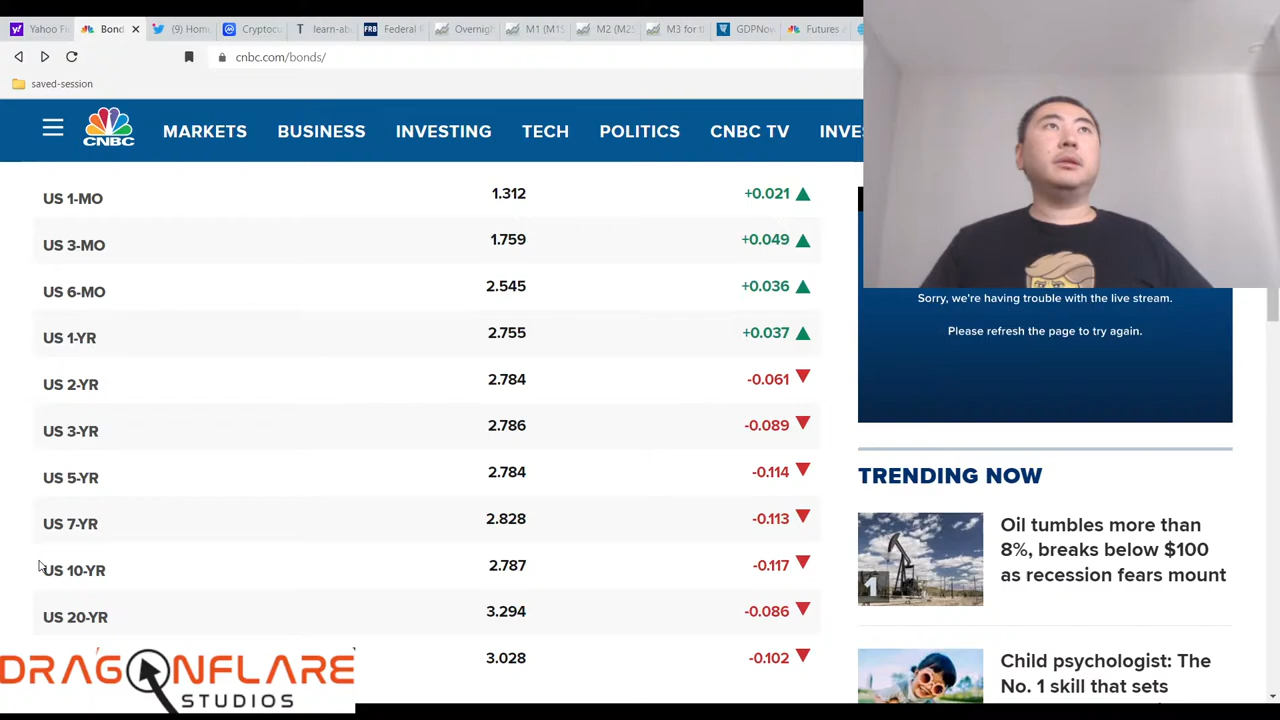 Yahoo Fi
Bond
(9) Hom
Cryptocu
learn-abo
Federal F
Overnigh
M1 (M1S
M2 (M2S
M3 for th
GDPNow
Futures &
cnbc.com/bonds/
saved-session
CNBC
MARKETS BUSINESS INVESTING TECH POLITICS CNBC TV INVES
US 1-MO 1.312 +0.021
US 3-MO 1.759 +0.049
US 6-MO 2.545 +0.036
US 1-YR 2.755 +0.037
US 2-YR 2.784 -0.061
US 3-YR 2.786 -0.089
US 5-YR 2.784 -0.114
US 7-YR 2.828 -0.113
US 10-YR 2.787 -0.117
US 20-YR 3.294 -0.086
3.028 -0.102
Sorry, we're having trouble with the live stream.
Please refresh the page to try again.
TRENDING NOW
1
Oil tumbles more than
8%, breaks below $100
as recession fears mount
Child psychologist: The
No. 1 skill that sets
DRAGONFLARE
STUDIOS